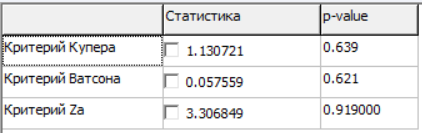 Статистика p-value
Критерий Купера 1.130721 0.639
Критерий Ватсона 0.057559 0.621
Критерий Za 3.306849 0.919000